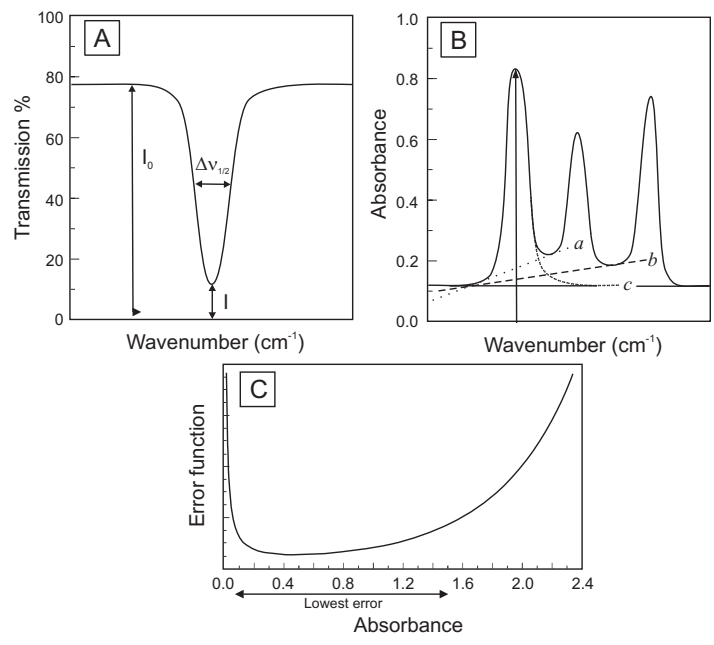 A
Transmission %
100
80
60
40
20
0
I₀
Δν₁/₂
I
Wavenumber (cm⁻¹)
B
Absorbance
1.0
0.8
0.6
0.4
0.2
0.0
a
b
c
Wavenumber (cm⁻¹)
C
Error function
0.0 0.4 0.8 1.2 1.6 2.0 2.4
Lowest error
Absorbance